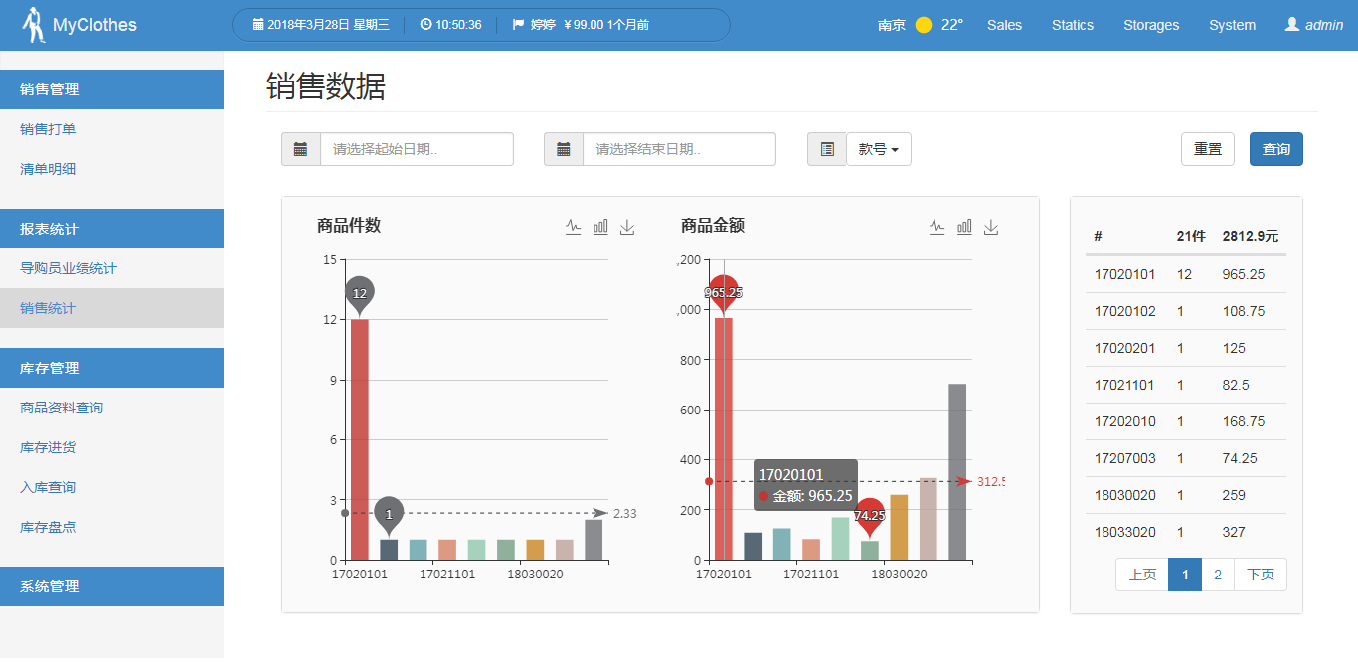 MyClothes
2018年3月28日 星期三 10:50:36 婷婷 ￥99.00 1个月前
南京 22° Sales Statics Storages System admin
销售管理
销售打单
清单明细
报表统计
导购员业绩统计
销售统计
库存管理
商品资料查询
库存进货
入库查询
库存盘点
系统管理
销售数据
请选择起始日期..
请选择结束日期..
款号
重置
查询
商品件数
15
12
9
6
3
0
12
1
2.33
17020101 17021101 18030020
商品金额
,200
,000
800
600
400
200
0
965.25
17020101
金额: 965.25
74.25
312.5
17020101 17021101 18030020
# 21件 2812.9元
17020101 12 965.25
17020102 1 108.75
17020201 1 125
17021101 1 82.5
17202010 1 168.75
17207003 1 74.25
18030020 1 259
18033020 1 327
上页 1 2 下页